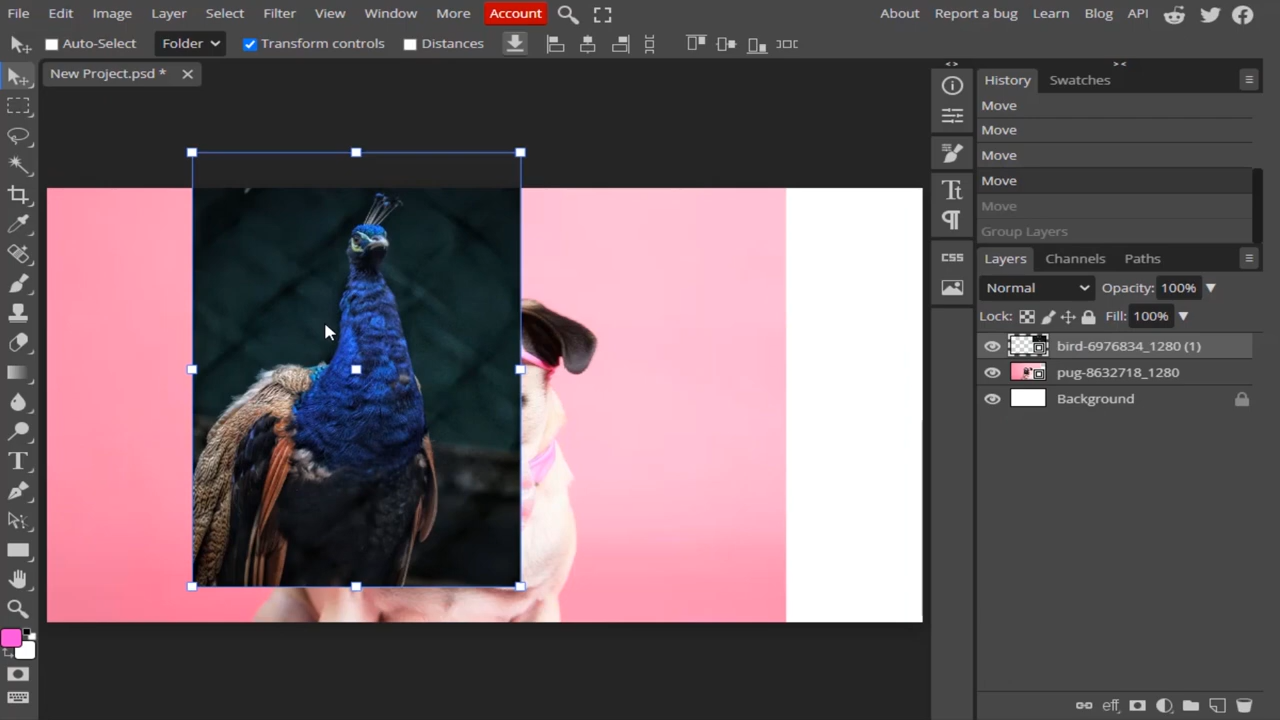 File Edit Image Layer Select Filter View Window More Account About Report a bug Learn Blog API
Auto-Select Folder Transform controls Distances
New Project.psd *
History Swatches
Move
Move
Move
Move
Move
Group Layers
Layers Channels Paths
Normal Opacity: 100%
Lock: Fill: 100%
bird-6976834_1280 (1)
pug-8632718_1280
Background
CSS
eff